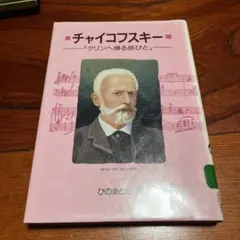 チャイコフスキー
「クリンへ帰る旅びと」
ひのまどか